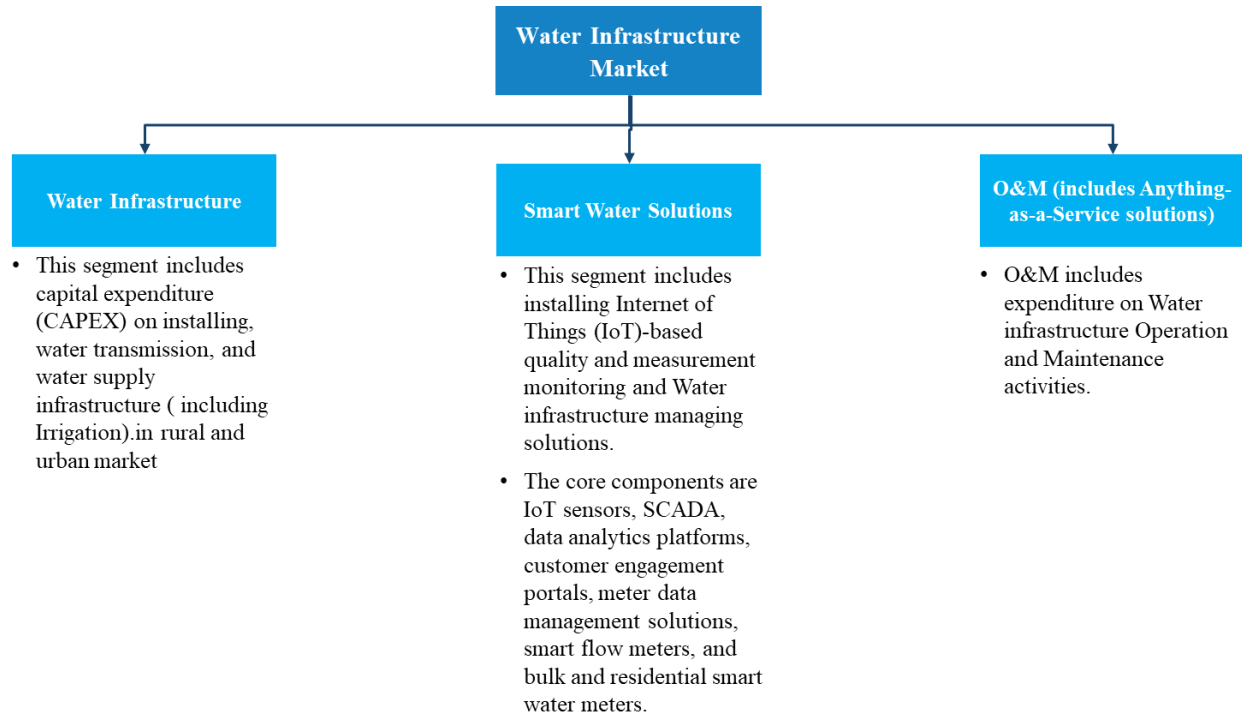 Water Infrastructure
Market
Water Infrastructure
• This segment includes
capital expenditure
(CAPEX) on installing,
water transmission, and
water supply
infrastructure ( including
Irrigation).in rural and
urban market
Smart Water Solutions
• This segment includes
installing Internet of
Things (IoT)-based
quality and measurement
monitoring and Water
infrastructure managing
solutions.
• The core components are
IoT sensors, SCADA,
data analytics platforms,
customer engagement
portals, meter data
management solutions,
smart flow meters, and
bulk and residential smart
water meters.
O&M (includes Anything-
as-a-Service solutions)
• O&M includes
expenditure on Water
infrastructure Operation
and Maintenance
activities.